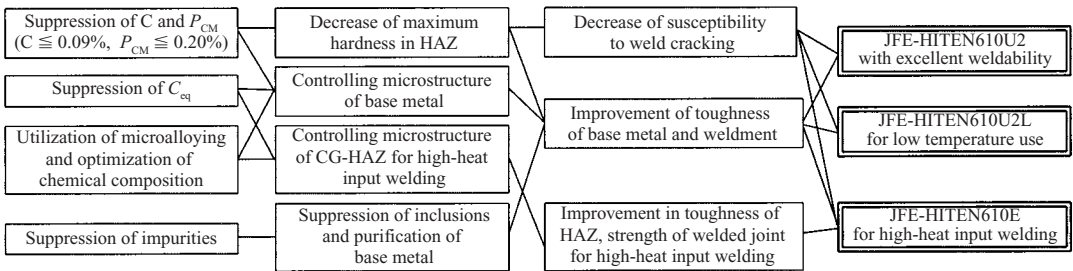 Suppression of C and P_CM
(C ≦ 0.09%, P_CM ≦ 0.20%)
Suppression of C_eq
Utilization of microalloying
and optimization of
chemical composition
Suppression of impurities
Decrease of maximum
hardness in HAZ
Controlling microstructure
of base metal
Controlling microstructure
of CG-HAZ for high-heat
input welding
Suppression of inclusions
and purification of
base metal
Decrease of susceptibility
to weld cracking
Improvement of toughness
of base metal and weldment
Improvement in toughness of
HAZ, strength of welded joint
for high-heat input welding
JFE-HITEN610U2
with excellent weldability
JFE-HITEN610U2L
for low temperature use
JFE-HITEN610E
for high-heat input welding